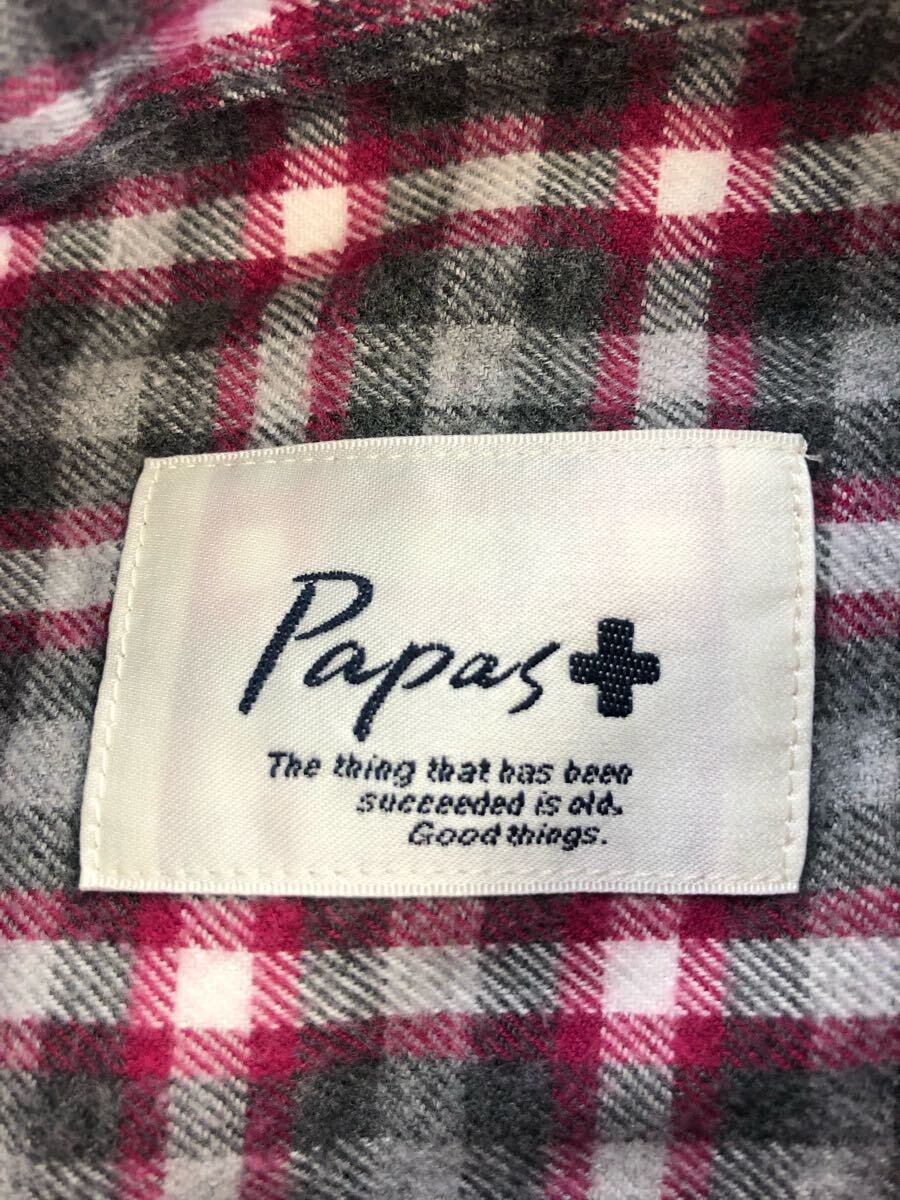 Papas+
The thing that has been
succeeded is old.
Good things.